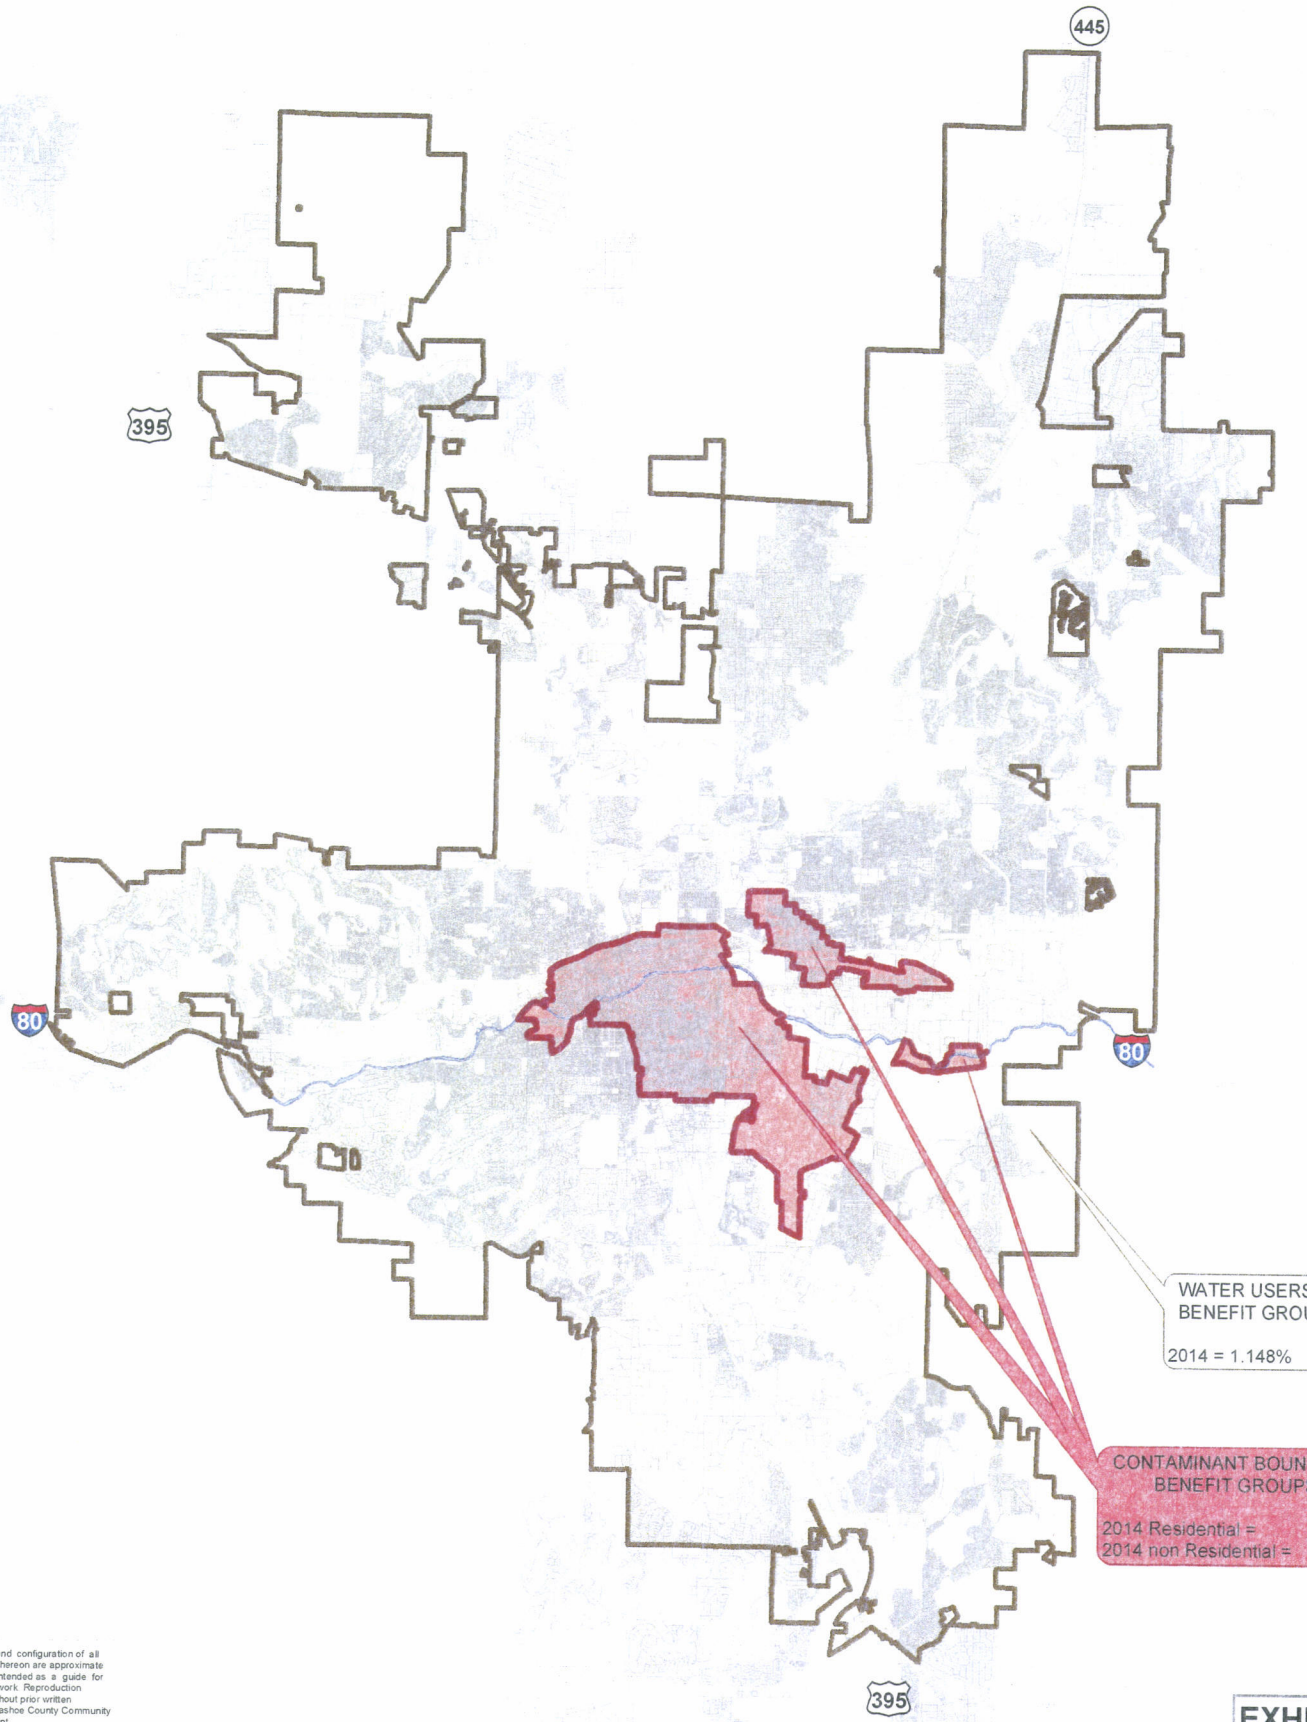 445
395
80
80
WATER USERS
BENEFIT GROU
2014 = 1.148%
CONTAMINANT BOUN
BENEFIT GROUP
2014 Residential =
2014 non Residential =
nd configuration of all
hereon are approximate
ntended as a guide for
work Reproduction
hout prior written
ashoe County Community
395
EXHI